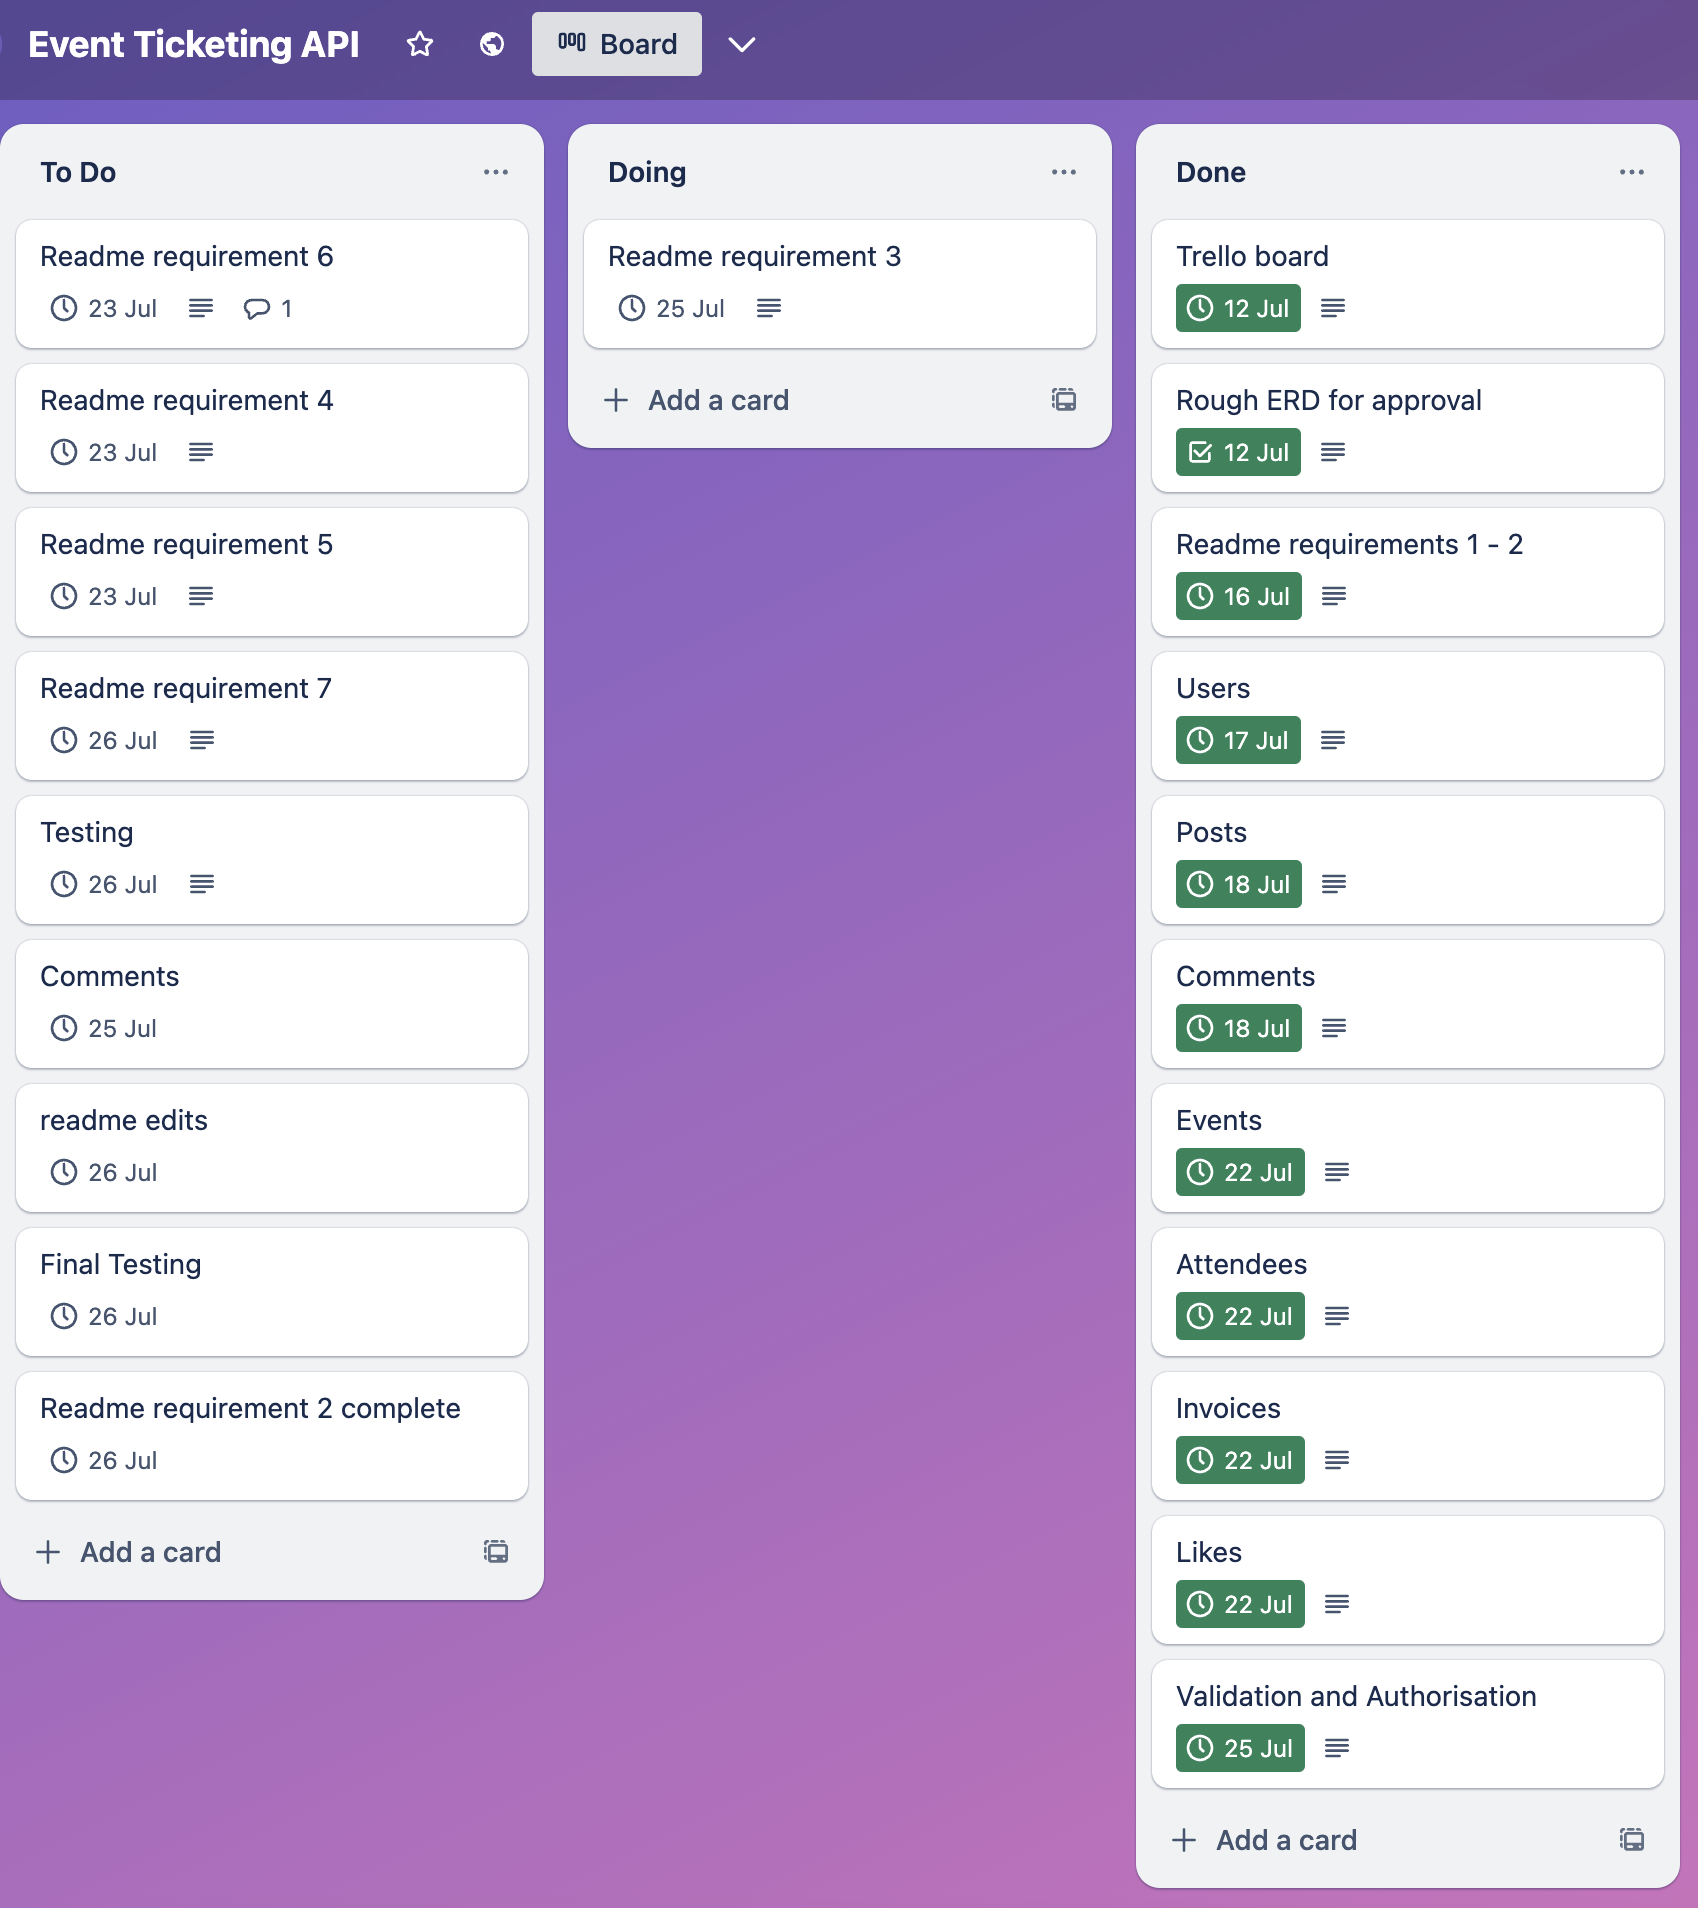 Event Ticketing API
Board
To Do
Readme requirement 6
23 Jul 1
Readme requirement 4
23 Jul
Readme requirement 5
23 Jul
Readme requirement 7
26 Jul
Testing
26 Jul
Comments
25 Jul
readme edits
26 Jul
Final Testing
26 Jul
Readme requirement 2 complete
26 Jul
Add a card
Doing
Readme requirement 3
25 Jul
Add a card
Done
Trello board
12 Jul
Rough ERD for approval
12 Jul
Readme requirements 1 - 2
16 Jul
Users
17 Jul
Posts
18 Jul
Comments
18 Jul
Events
22 Jul
Attendees
22 Jul
Invoices
22 Jul
Likes
22 Jul
Validation and Authorisation
25 Jul
Add a card